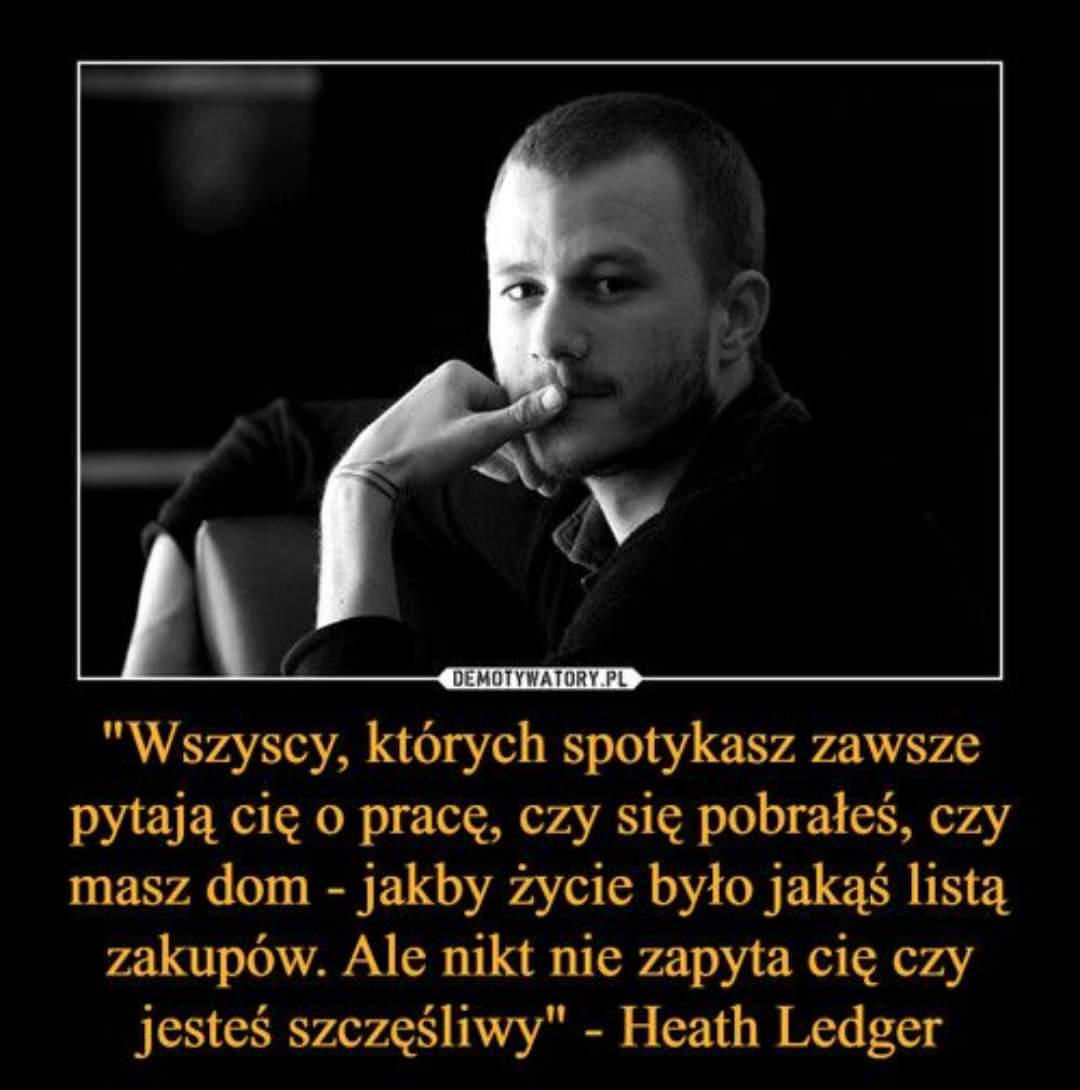 DEMOTYWATORY.PL
"Wszyscy, których spotykasz zawsze
pytają cię o pracę, czy się pobrałeś, czy
masz dom - jakby życie było jakąś listą
zakupów. Ale nikt nie zapyta cię czy
jesteś szczęśliwy" - Heath Ledger